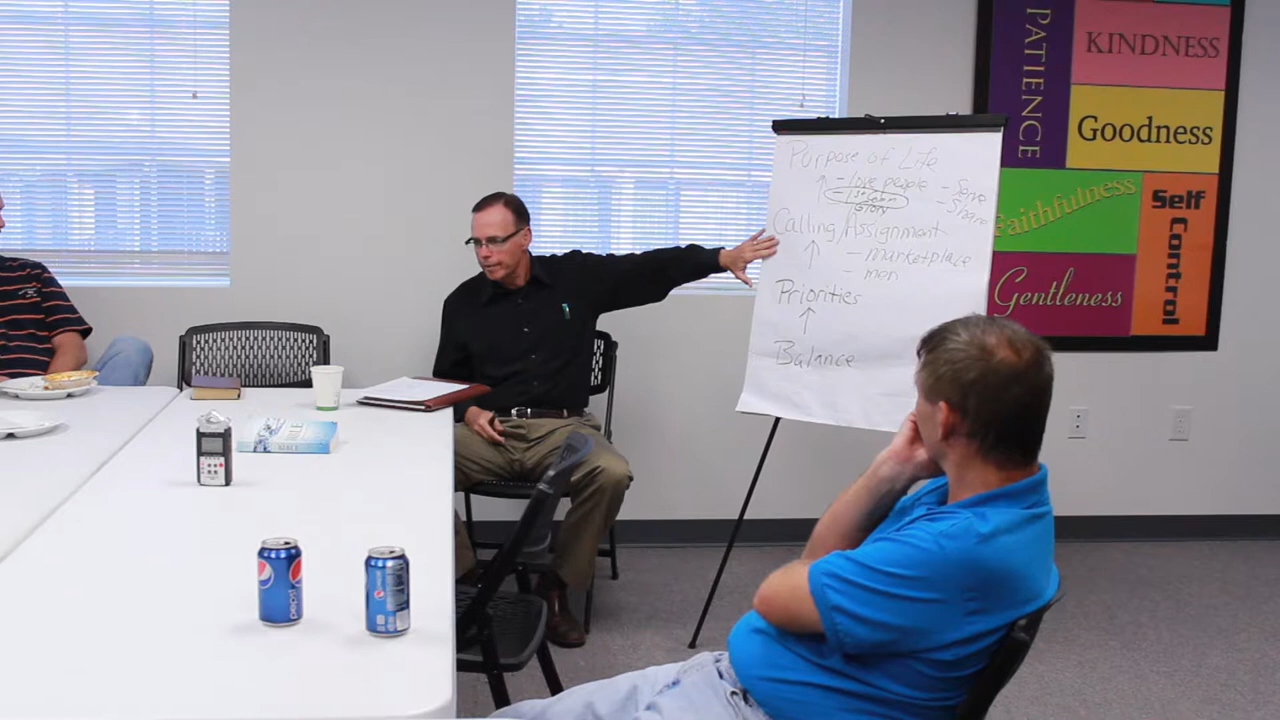 Purpose of Life
- love people - Serve
- Share
Glory
Calling/Assignment
- marketplace
- men
Priorities
Balance
PATIENCE
KINDNESS
Goodness
Faithfulness
Self
Control
Gentleness
pepsi